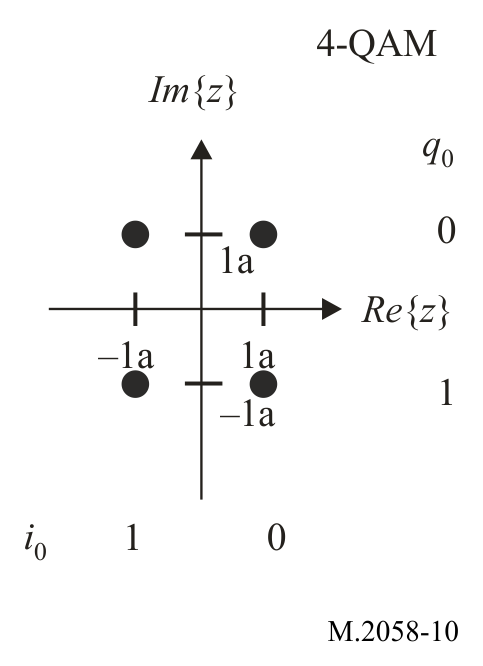 4-QAM
Im{z}
q0
0
1a
Re{z}
–1a 1a
1
–1a
i0 1 0
M.2058-10